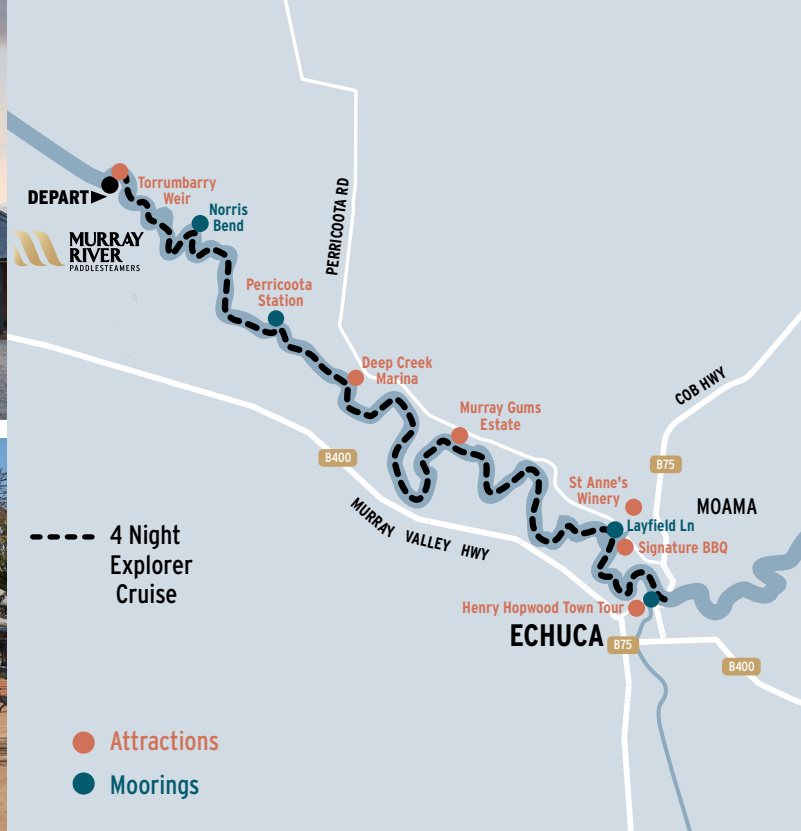 DEPART
Torrumbarry
Weir
Norris
Bend
MURRAY
RIVER
PADDLESTEAMERS
PERRICOOTA RD
Perricoota
Station
Deep Creek
Marina
Murray Gums
Estate
COB HWY
B400
B75
St Anne's
Winery
MOAMA
MURRAY VALLEY HWY
Layfield Ln
Signature BBQ
4 Night
Explorer
Cruise
Henry Hopwood Town Tour
ECHUCA
B75
B400
Attractions
Moorings